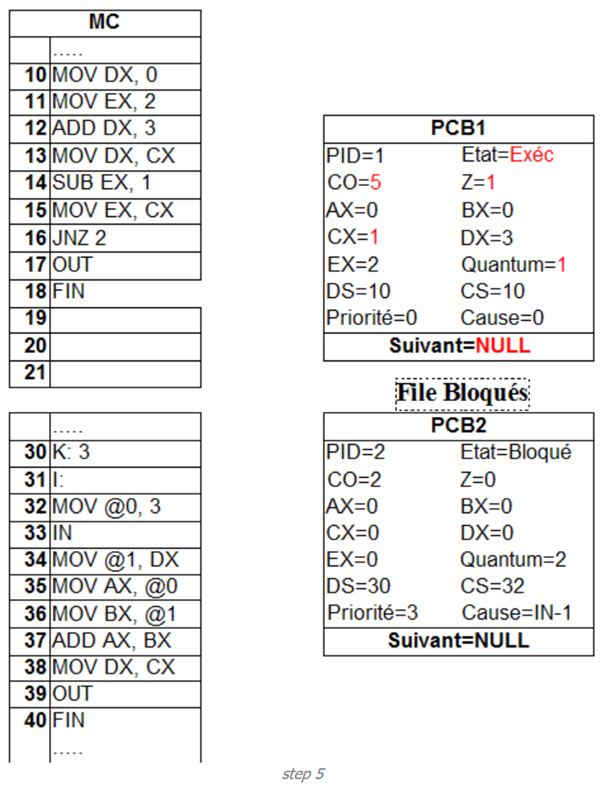 MC
.....
10 MOV DX, 0
11 MOV EX, 2
12 ADD DX, 3
13 MOV DX, CX
14 SUB EX, 1
15 MOV EX, CX
16 JNZ 2
17 OUT
18 FIN
19
20
21
.....
30 K: 3
31 I:
32 MOV @0, 3
33 IN
34 MOV @1, DX
35 MOV AX, @0
36 MOV BX, @1
37 ADD AX, BX
38 MOV DX, CX
39 OUT
40 FIN
.....
PCB1
PID=1 Etat=Exéc
CO=5 Z=1
AX=0 BX=0
CX=1 DX=3
EX=2 Quantum=1
DS=10 CS=10
Priorité=0 Cause=0
Suivant=NULL
File Bloqués
PCB2
PID=2 Etat=Bloqué
CO=2 Z=0
AX=0 BX=0
CX=0 DX=0
EX=0 Quantum=2
DS=30 CS=32
Priorité=3 Cause=IN-1
Suivant=NULL
step 5